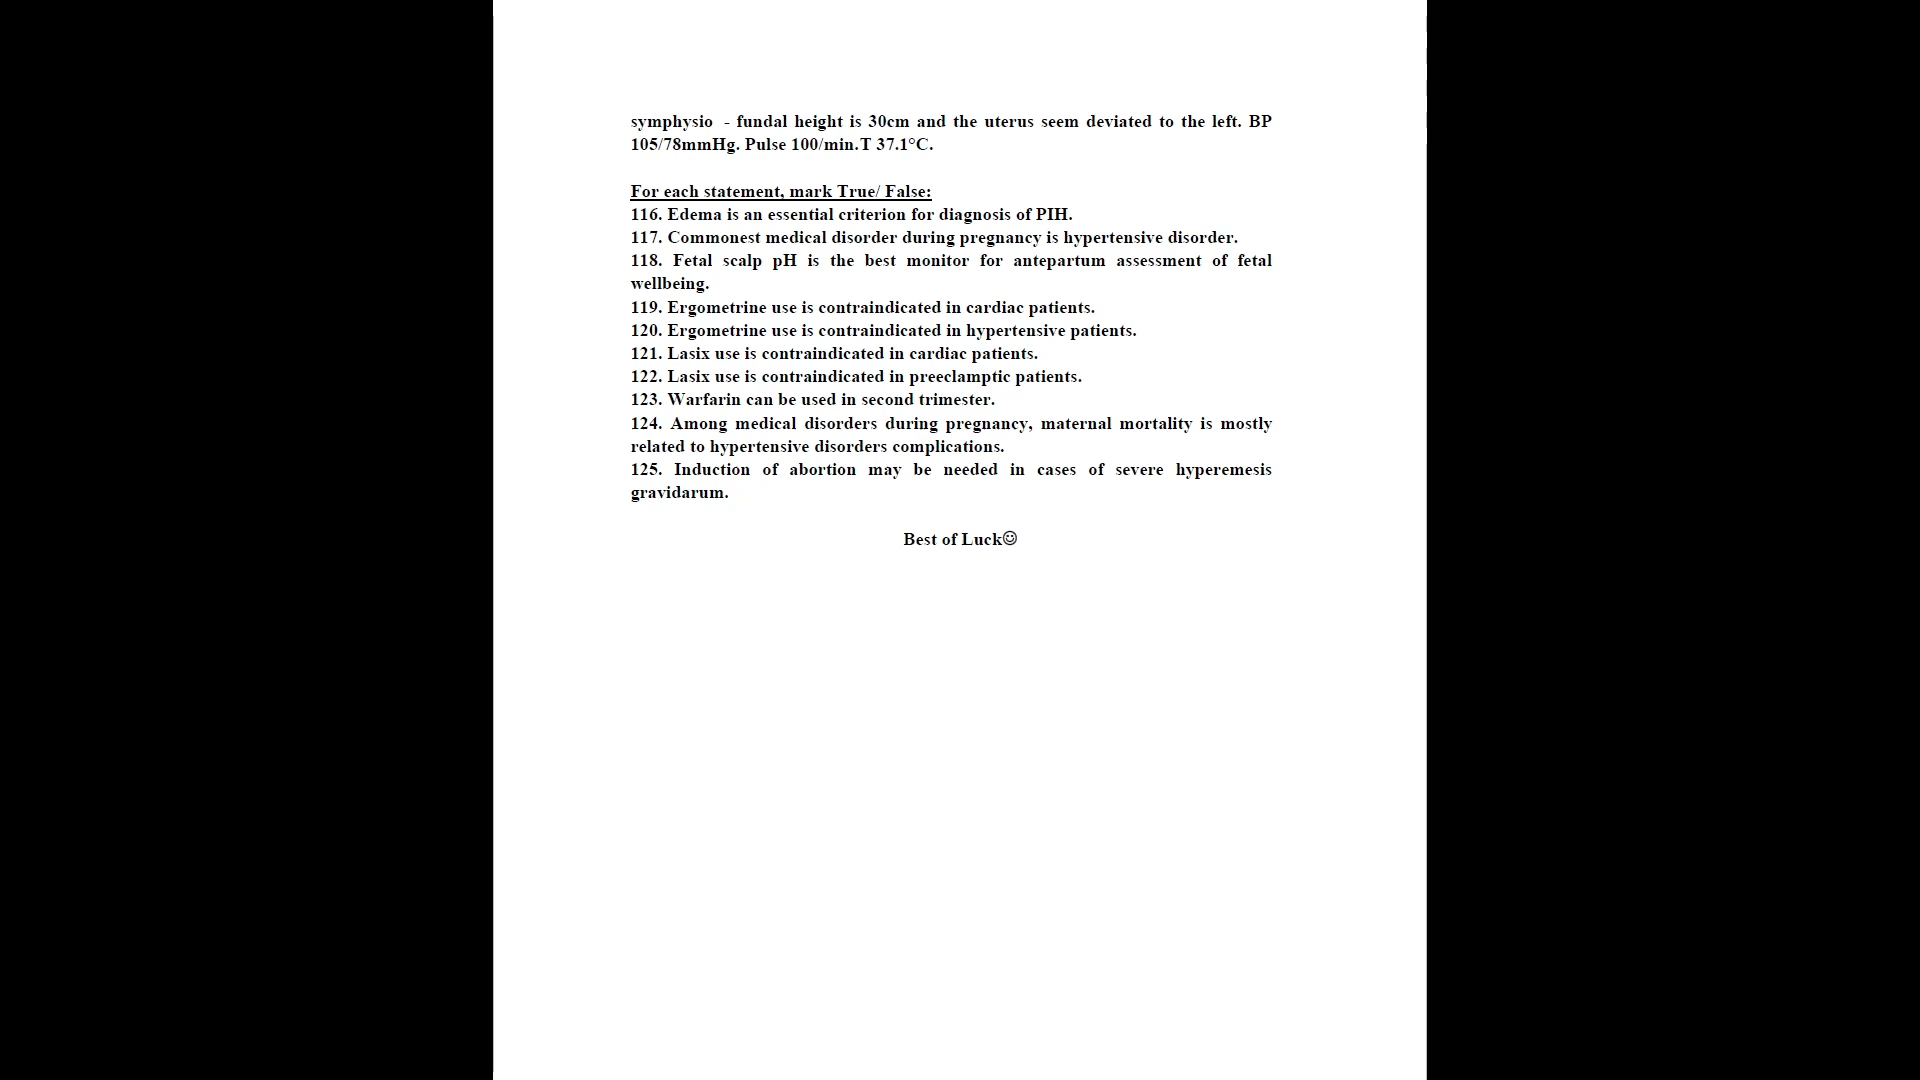 symphysio - fundal height is 30cm and the uterus seem deviated to the left. BP
105/78mmHg. Pulse 100/min.T 37.1°C.
For each statement, mark True/ False:
116. Edema is an essential criterion for diagnosis of PIH.
117. Commonest medical disorder during pregnancy is hypertensive disorder.
118. Fetal scalp pH is the best monitor for antepartum assessment of fetal
wellbeing.
119. Ergometrine use is contraindicated in cardiac patients.
120. Ergometrine use is contraindicated in hypertensive patients.
121. Lasix use is contraindicated in cardiac patients.
122. Lasix use is contraindicated in preeclamptic patients.
123. Warfarin can be used in second trimester.
124. Among medical disorders during pregnancy, maternal mortality is mostly
related to hypertensive disorders complications.
125. Induction of abortion may be needed in cases of severe hyperemesis
gravidarum.
Best of Luck☺